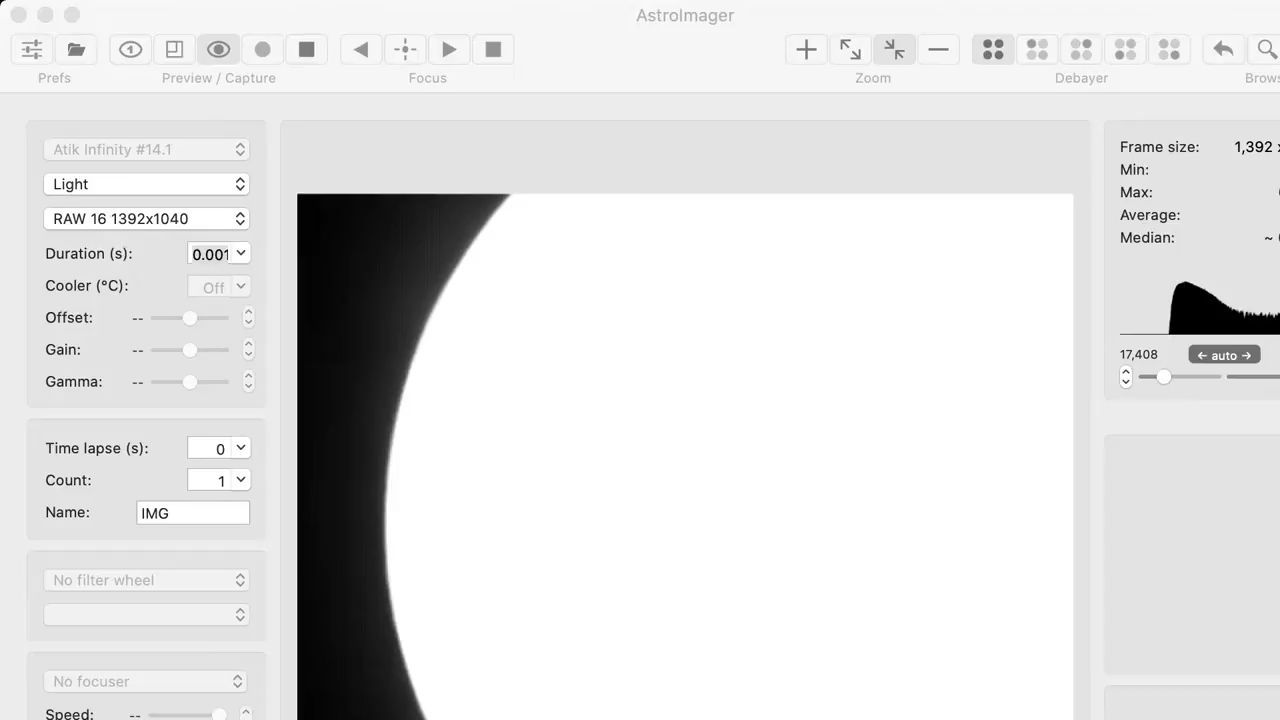 AstroImager
Prefs
Preview / Capture
Focus
Zoom
Debayer
Atik Infinity #14.1
Light
RAW 16 1392x1040
Duration (s): 0.001
Cooler (°C): Off
Offset: --
Gain: --
Gamma: --
Time lapse (s): 0
Count: 1
Name: IMG
No filter wheel
No focuser
Speed: --
Frame size: 1,392
Min:
Max:
Average:
Median: ~
17,408 ← auto →